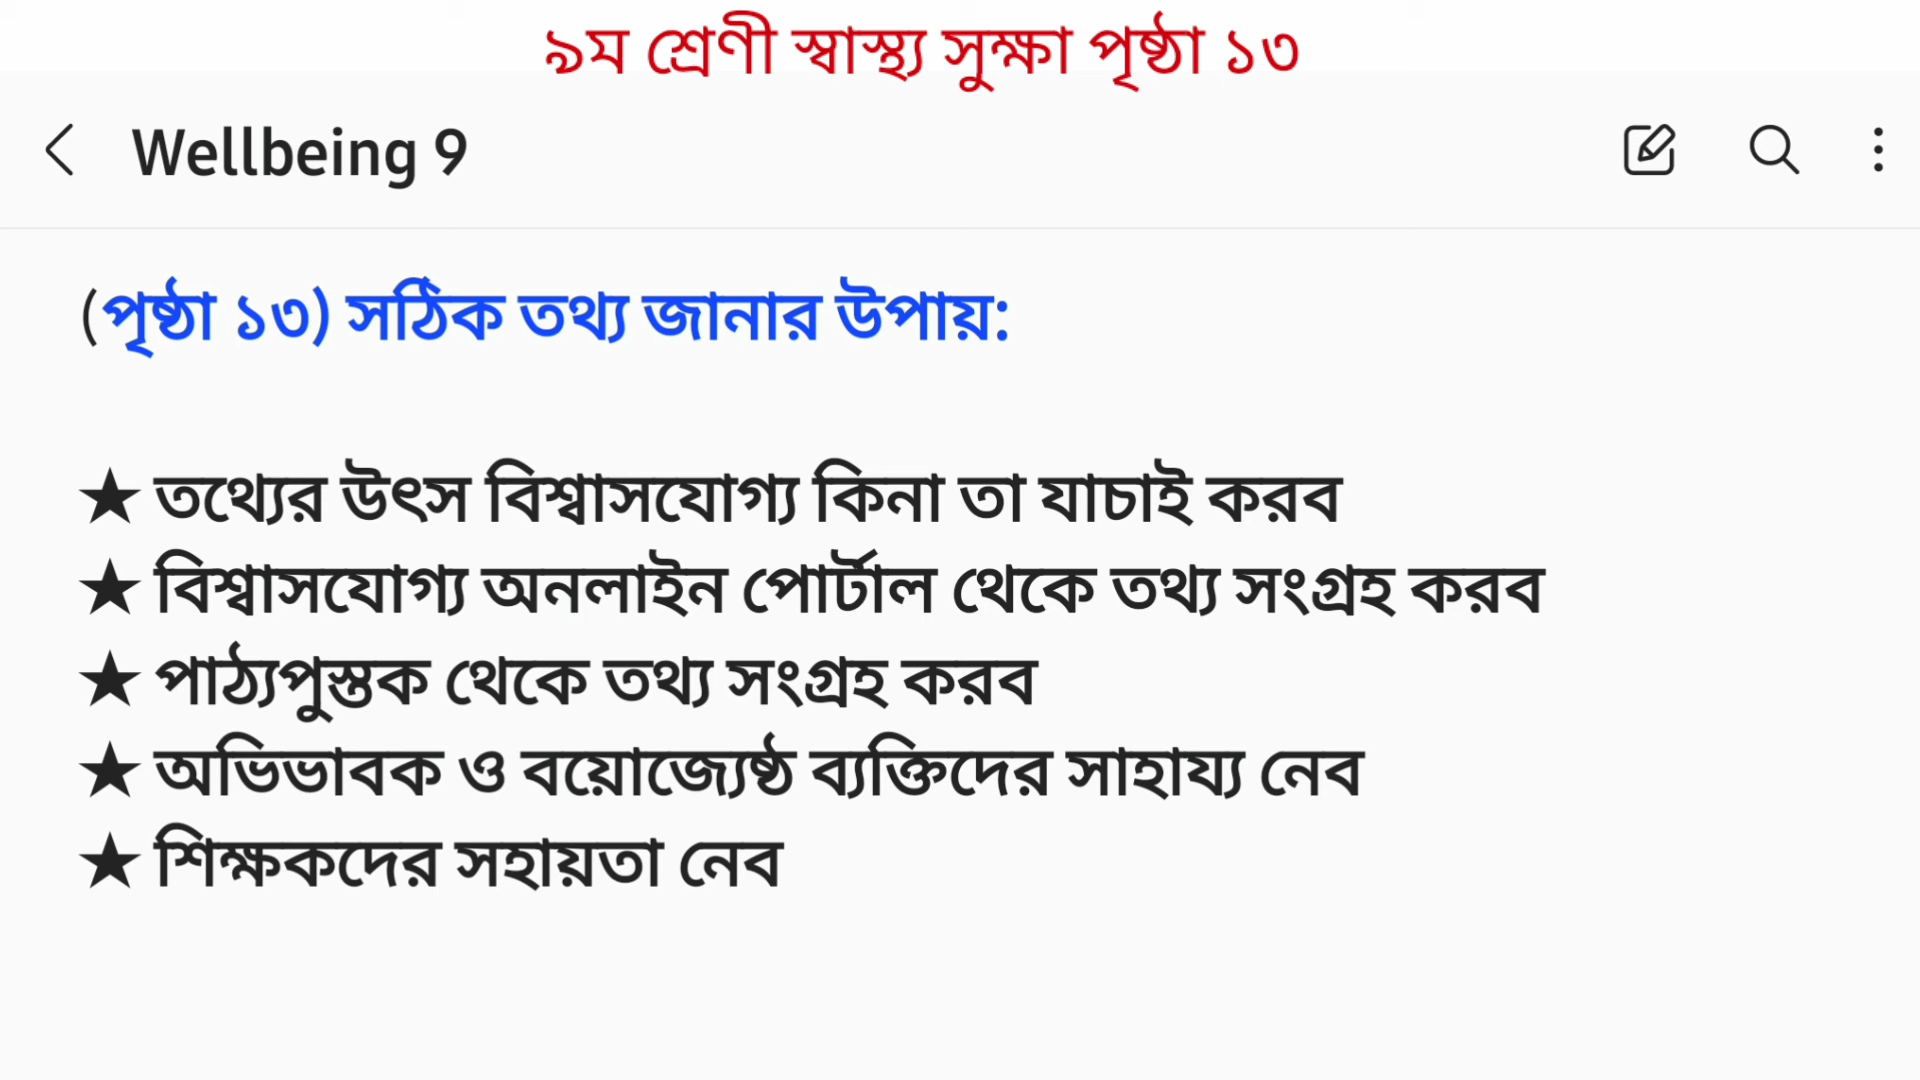 ৯ম শ্রেণী স্বাস্থ্য সুক্ষা পৃষ্ঠা ১৩
Wellbeing 9
(পৃষ্ঠা ১৩) সঠিক তথ্য জানার উপায়:
★ তথ্যের উৎস বিশ্বাসযোগ্য কিনা তা যাচাই করব
★ বিশ্বাসযোগ্য অনলাইন পোর্টাল থেকে তথ্য সংগ্রহ করব
★ পাঠ্যপুস্তক থেকে তথ্য সংগ্রহ করব
★ অভিভাবক ও বয়োজ্যেষ্ঠ ব্যক্তিদের সাহায্য নেব
★ শিক্ষকদের সহায়তা নেব